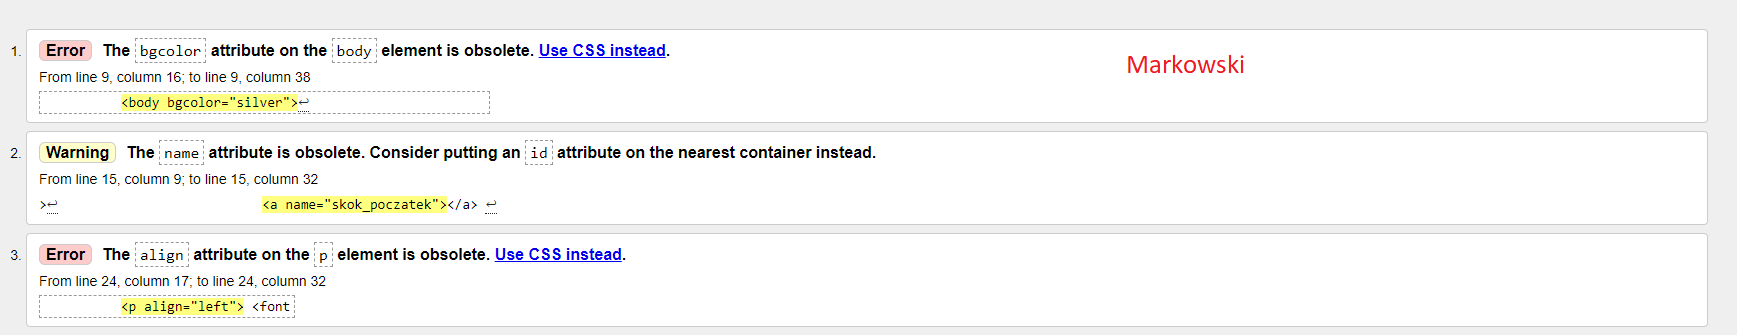 1. Error The bgcolor attribute on the body element is obsolete. Use CSS instead.
Markowski
From line 9, column 16; to line 9, column 38
<body bgcolor="silver">↩
2. Warning The name attribute is obsolete. Consider putting an id attribute on the nearest container instead.
From line 15, column 9; to line 15, column 32
>↩ <a name="skok_poczatek"></a> ↩
3. Error The align attribute on the p element is obsolete. Use CSS instead.
From line 24, column 17; to line 24, column 32
<p align="left"> <font